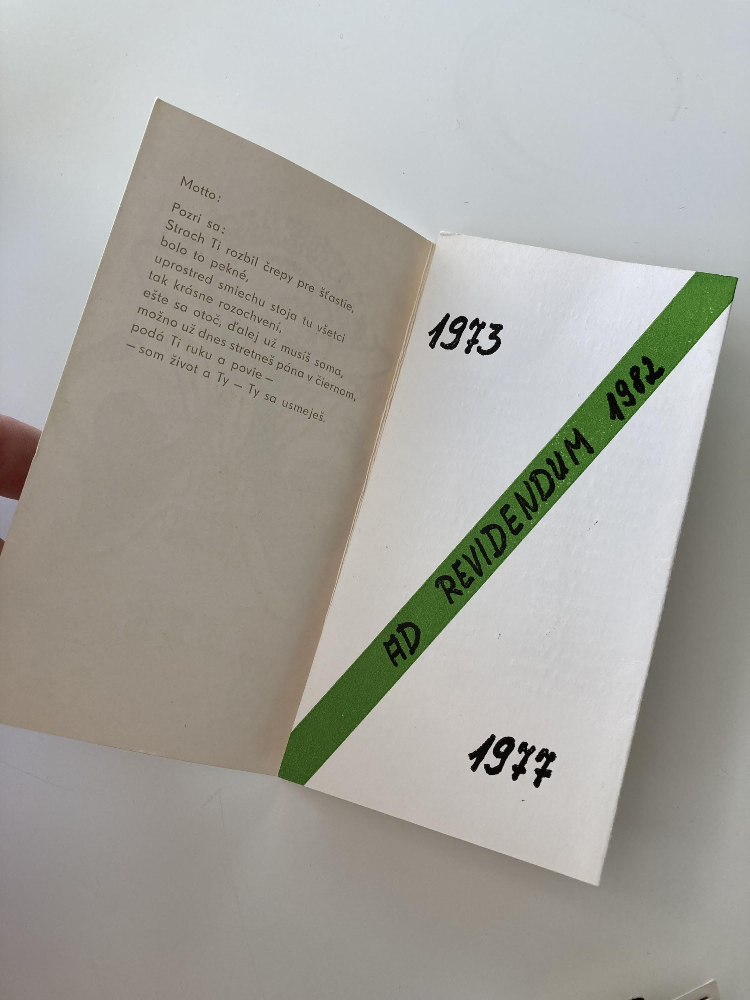 Motto:
Pozri sa:
Strach Ti rozbil črepy pre šťastie,
bolo to pekné,
uprostred smiechu stoja tu všetci
tak krásne rozochvení,
ešte sa otoč, ďalej už musíš sama,
možno už dnes stretneš pána v čiernom,
podá Ti ruku a povie –
– som život a Ty – Ty sa usmeješ.
1973
AD REVIDENDUM 1982
1977